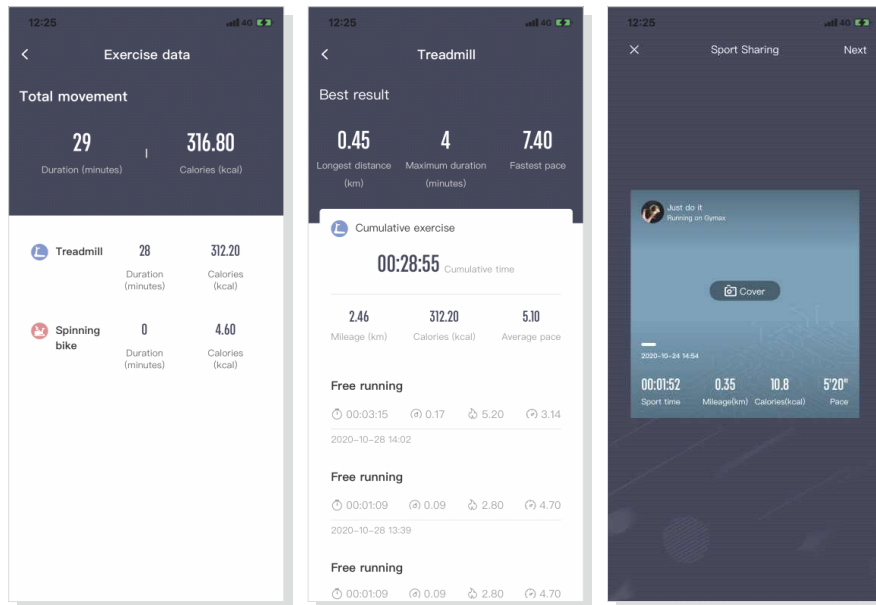 12:25
4G
Exercise data
Total movement
29
316.80
Duration (minutes)
Calories (kcal)
Treadmill
28
312.20
Duration
(minutes)
Calories
(kcal)
Spinning
bike
0
4.60
Duration
(minutes)
Calories
(kcal)
12:25
4G
Treadmill
Best result
0.45
4
7.40
Longest distance
(km)
Maximum duration
(minutes)
Fastest pace
Cumulative exercise
00:28:55 Cumulative time
2.46
312.20
5.10
Mileage (km)
Calories (kcal)
Average pace
Free running
00:03:15 0.17 5.20 3.14
2020-10-28 14:02
Free running
00:01:09 0.09 2.80 4.70
2020-10-28 13:39
Free running
00:01:09 0.09 2.80 4.70
12:25
4G
Sport Sharing
Next
Just do it
Running on Gymax
Cover
2020-10-24 14:54
00:01:52
0.35
10.8
5'20"
Sport time
Mileage(km)
Calories(kcal)
Pace